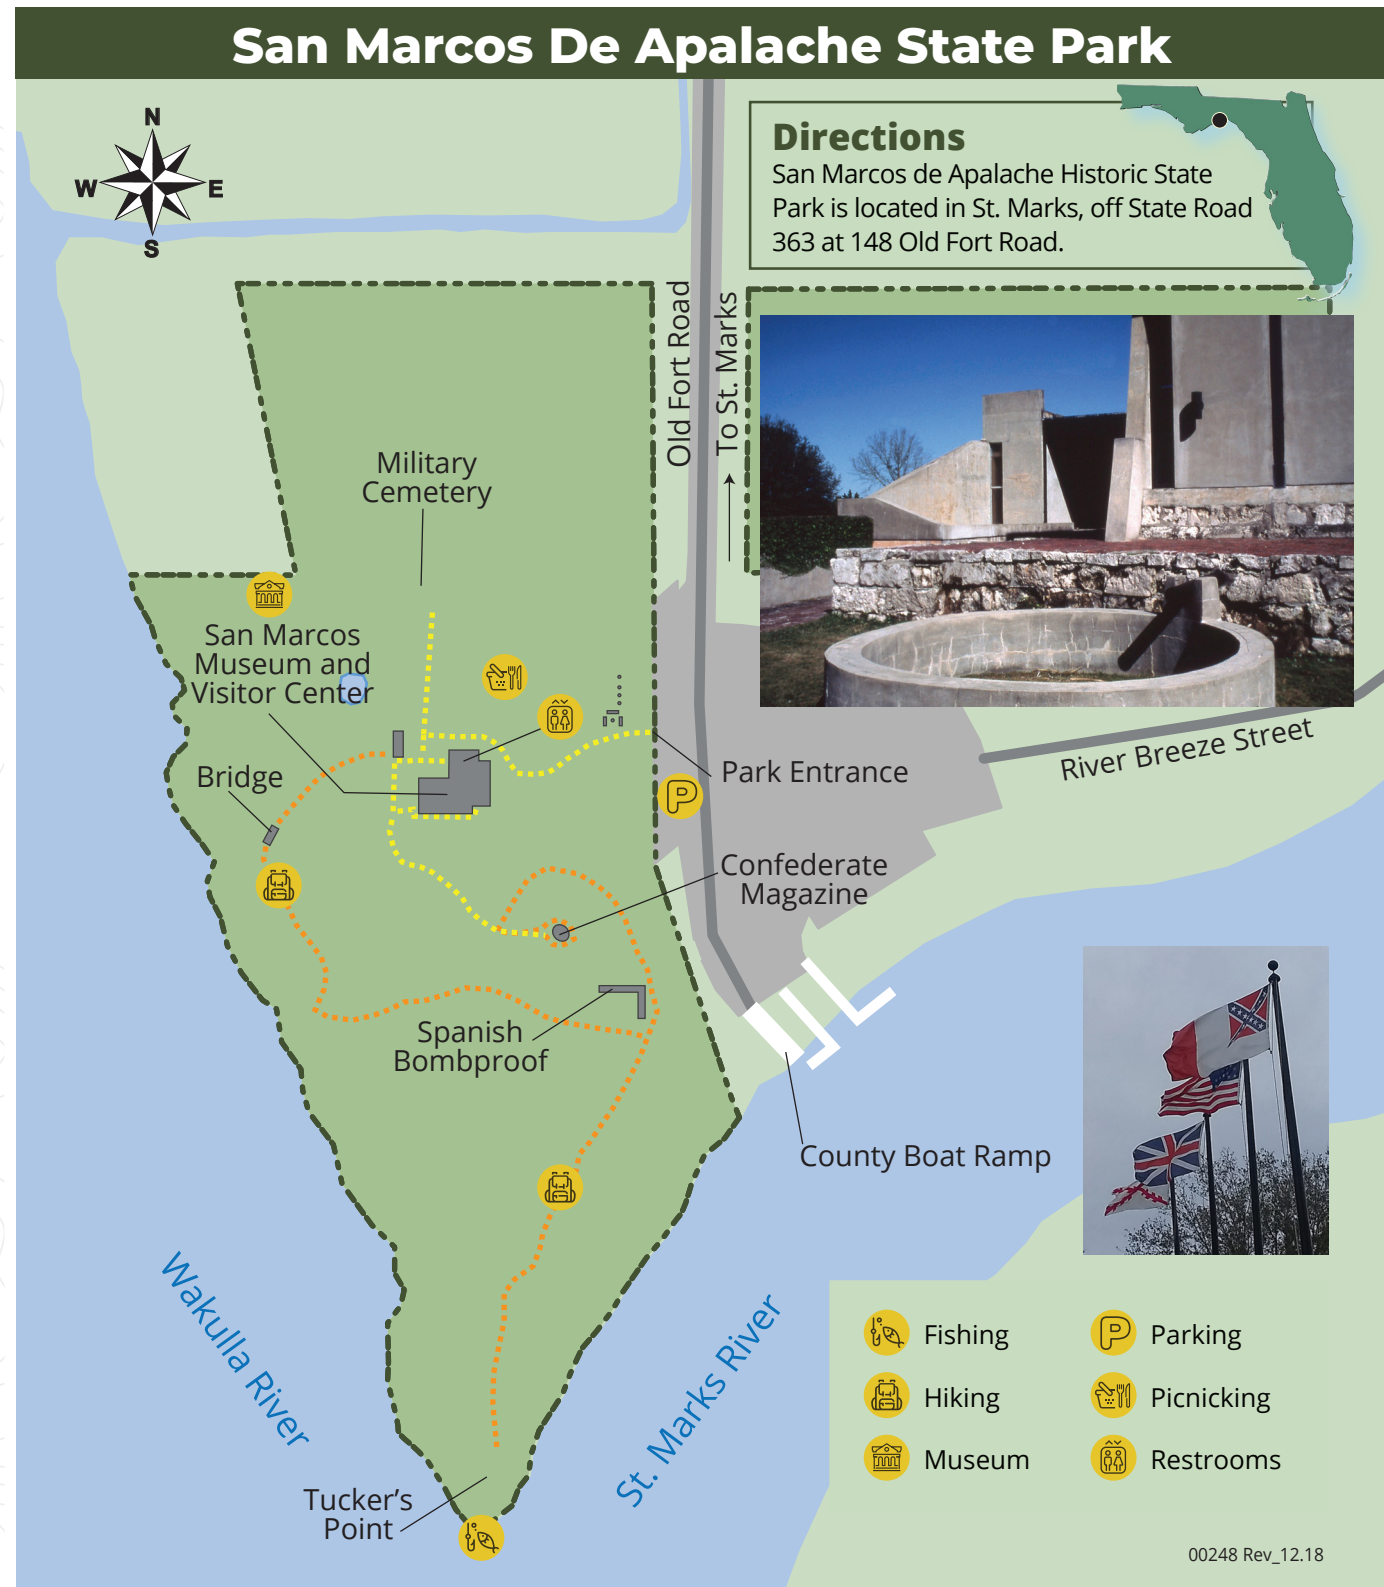 San Marcos De Apalache State Park
N
W
E
S
Directions
San Marcos de Apalache Historic State
Park is located in St. Marks, off State Road
363 at 148 Old Fort Road.
Old Fort Road
To St. Marks
Military
Cemetery
San Marcos
Museum and
Visitor Center
Bridge
Park Entrance
P
River Breeze Street
Confederate
Magazine
Spanish
Bombproof
County Boat Ramp
Wakulla River
St. Marks River
Tucker's
Point
Fishing
Hiking
Museum
P
Parking
Picnicking
Restrooms
00248 Rev_12.18